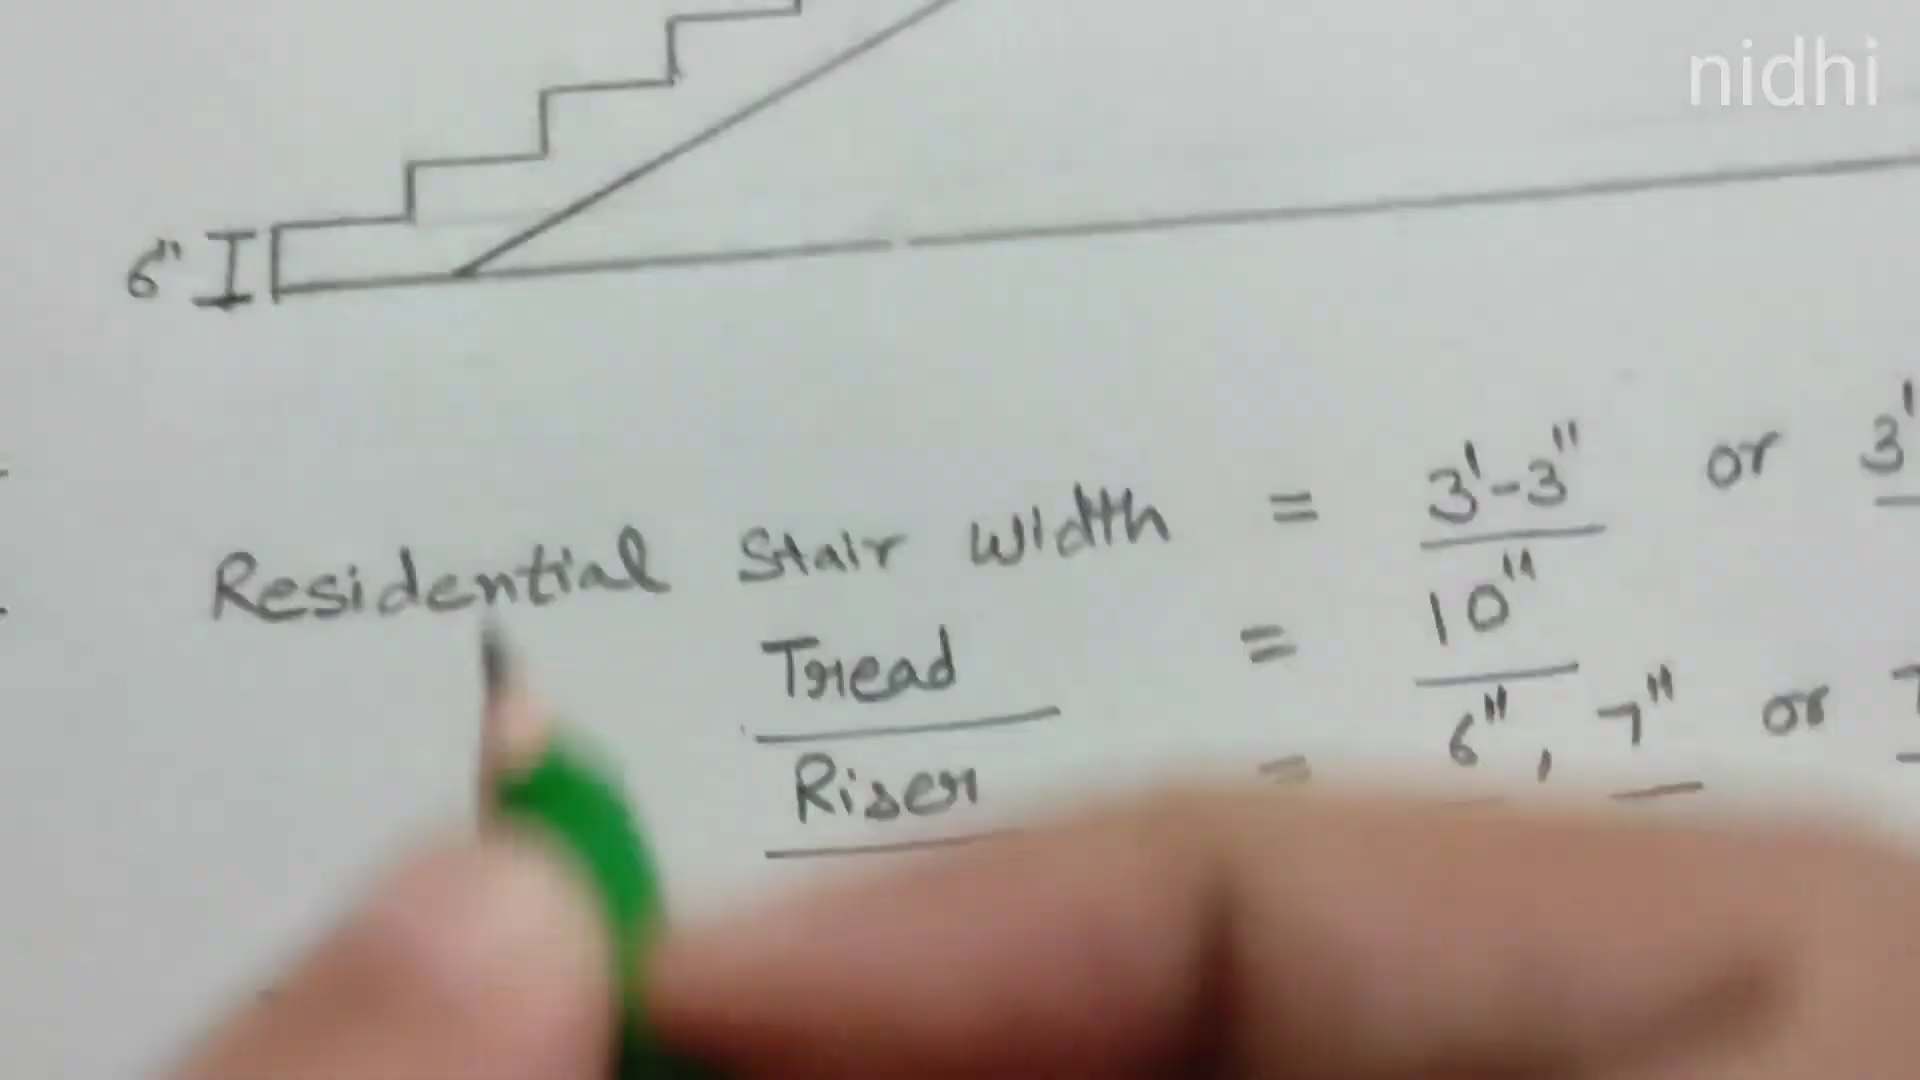 nidhi
6"
Residential Stair Width = 3'-3" or 3'
Tread = 10"
Riser = 6", 7" or